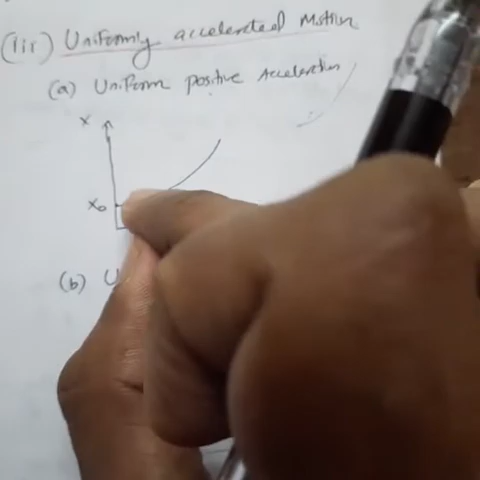 (iii) Uniformly accelerated Motion
(a) Uniform positive Acceleration
x
x₀
(b) U